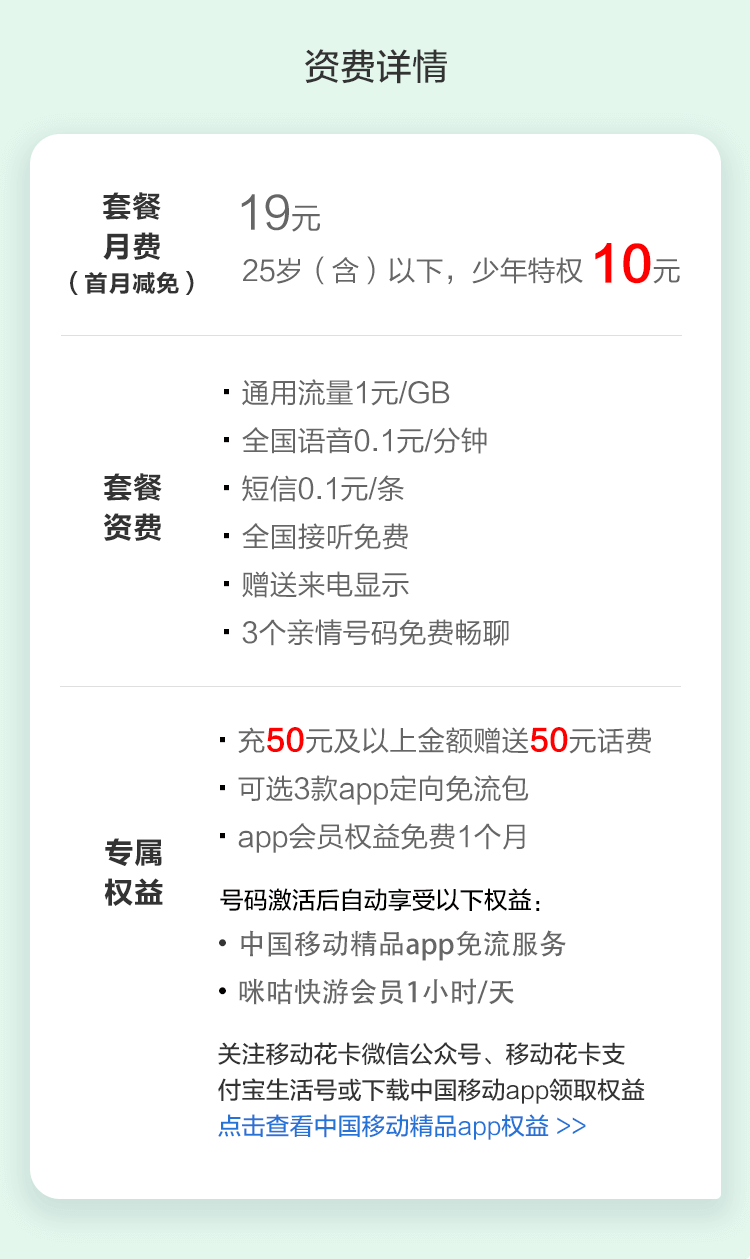 资费详情
套餐
月费
（首月减免）
19元
25岁（含）以下，少年特权 10元
套餐
资费
· 通用流量1元/GB
· 全国语音0.1元/分钟
· 短信0.1元/条
· 全国接听免费
· 赠送来电显示
· 3个亲情号码免费畅聊
专属
权益
· 充50元及以上金额赠送50元话费
· 可选3款app定向免流包
· app会员权益免费1个月
号码激活后自动享受以下权益：
• 中国移动精品app免流服务
• 咪咕快游会员1小时/天
关注移动花卡微信公众号、移动花卡支
付宝生活号或下载中国移动app领取权益
点击查看中国移动精品app权益 >>